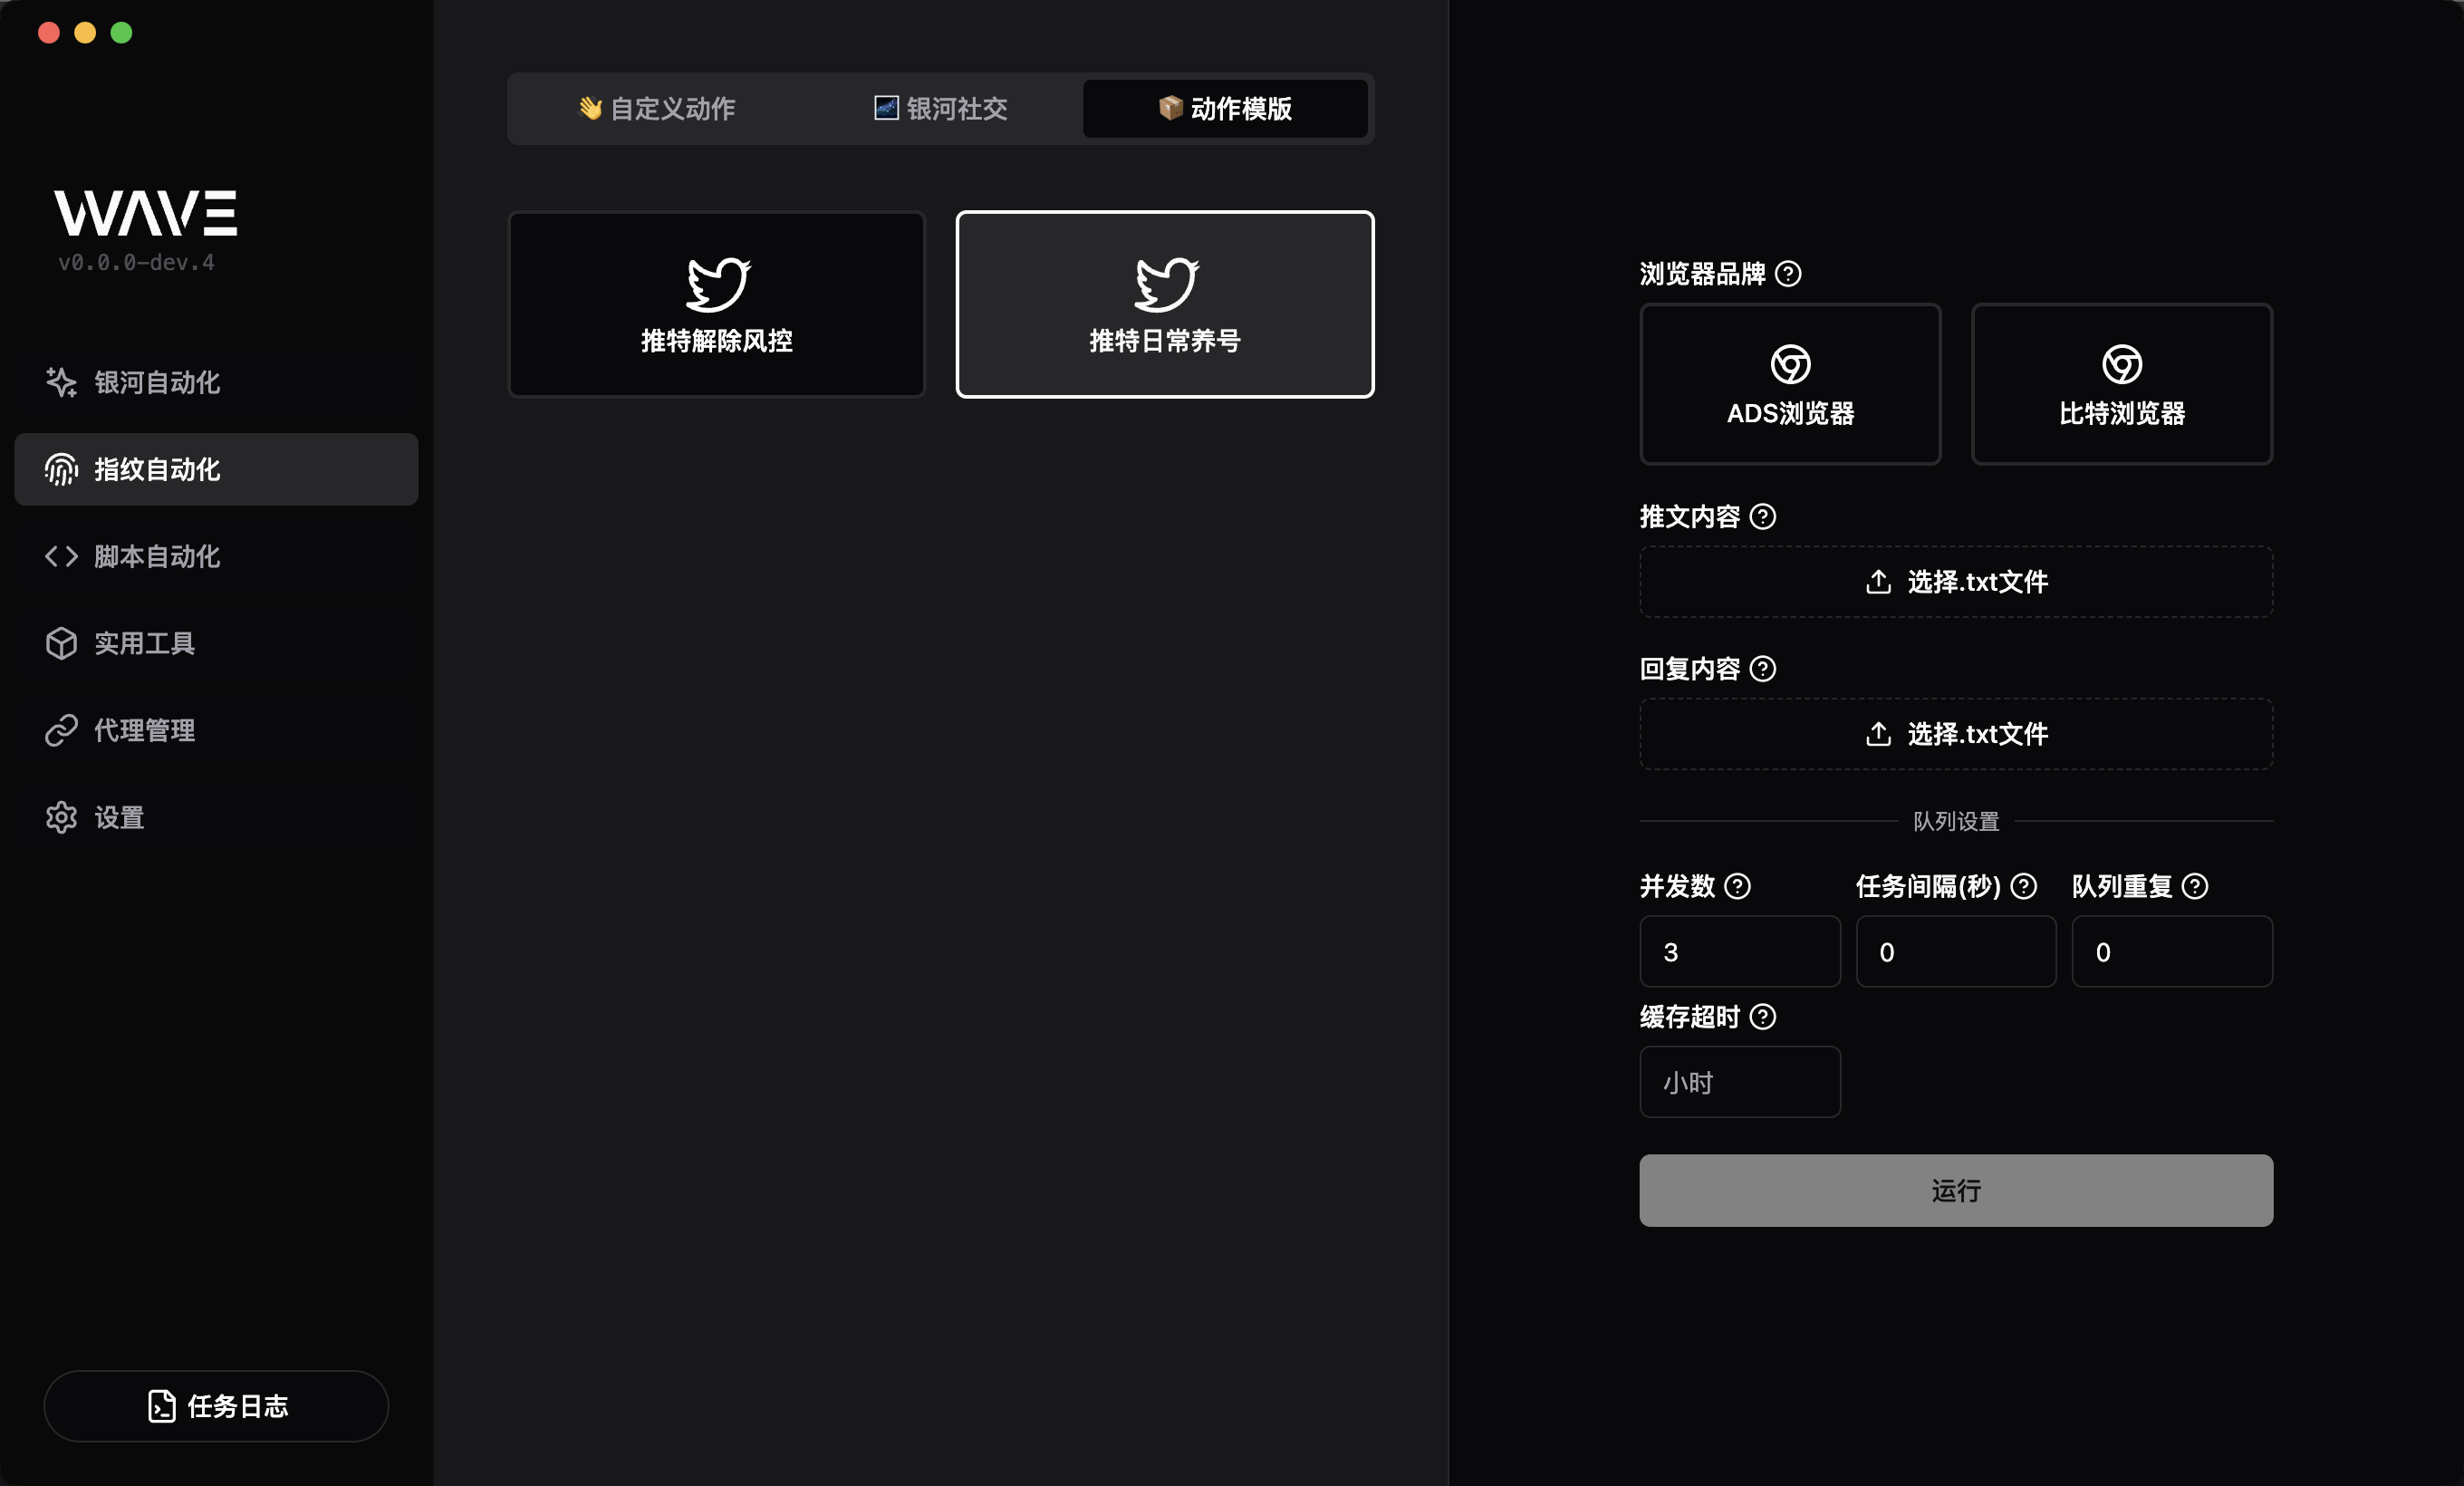 WAVE
v0.0.0-dev.4
银河自动化
指纹自动化
脚本自动化
实用工具
代理管理
设置
任务日志
👋 自定义动作
🌌 银河社交
📦 动作模版
推特解除风控
推特日常养号
浏览器品牌
ADS浏览器
比特浏览器
推文内容
选择.txt文件
回复内容
选择.txt文件
队列设置
并发数
任务间隔(秒)
队列重复
3
0
0
缓存超时
小时
运行